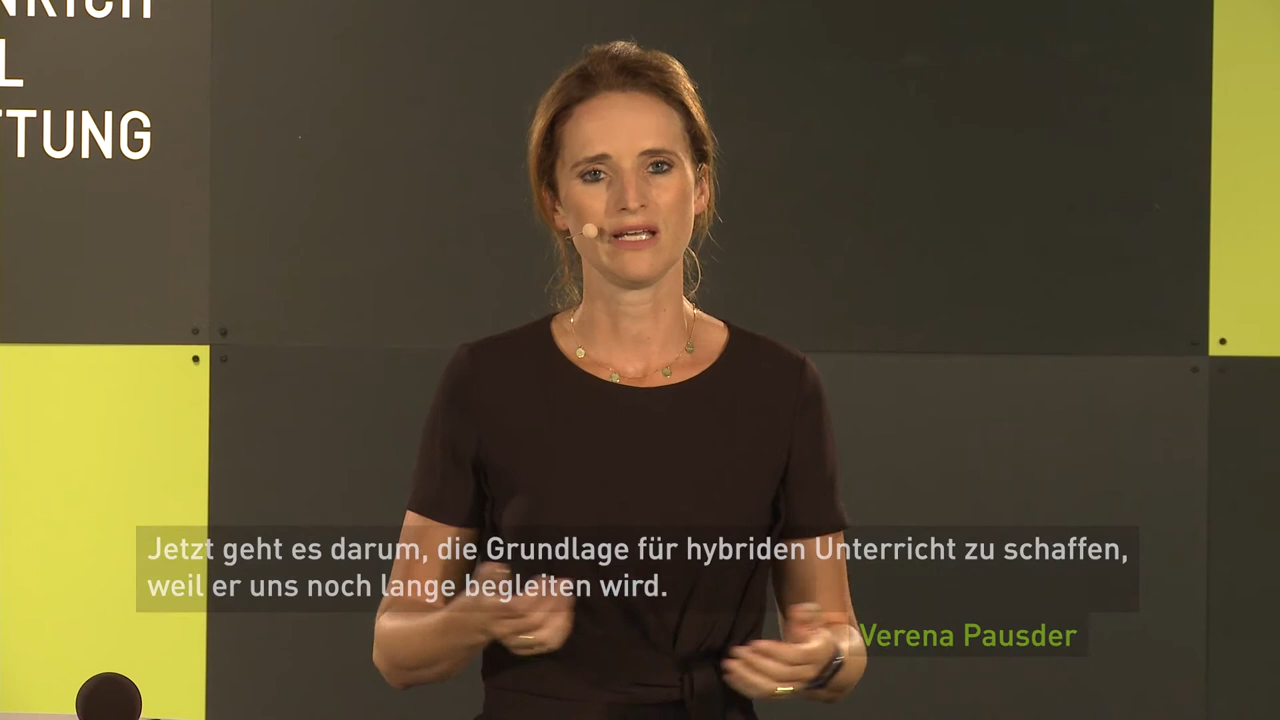 NRICH
L
TUNG
Jetzt geht es darum, die Grundlage für hybriden Unterricht zu schaffen,
weil er uns noch lange begleiten wird.
Verena Pausder